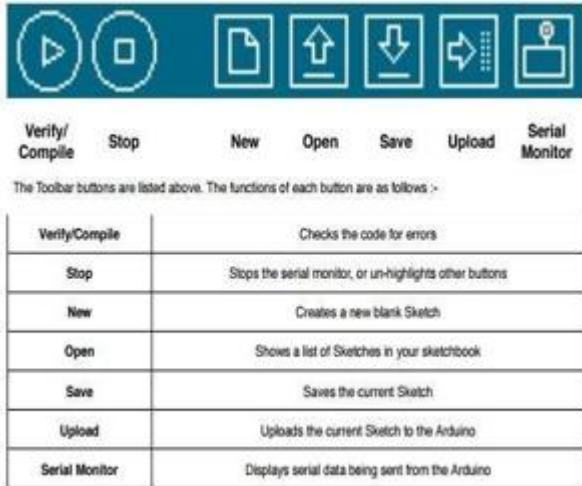 Verify/ Stop New Open Save Upload Serial
Compile Monitor
The Toolbar buttons are listed above. The functions of each button are as follows :-
Verify/Compile Checks the code for errors
Stop Stops the serial monitor, or un-highlights other buttons
New Creates a new blank Sketch
Open Shows a list of Sketches in your sketchbook
Save Saves the current Sketch
Upload Uploads the current Sketch to the Arduino
Serial Monitor Displays serial data being sent from the Arduino